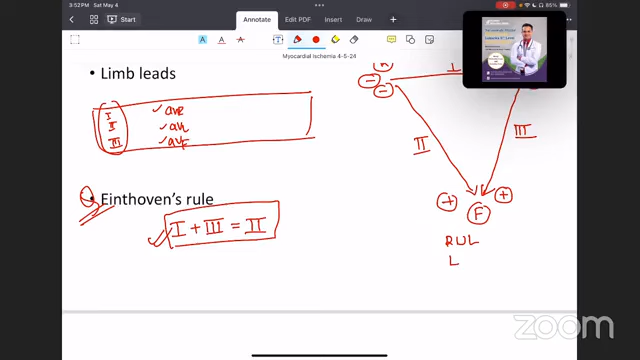 3:52 PM Sat May 4
85%
Annotate Edit PDF Insert Draw
Myocardial Ischemia 4-5-24
• Limb leads
I ✓ aVR
II ✓ aVL
III ✓ aVF
I
II
III
• Einthoven's rule
I + III = II
F
RUL
L
zoom